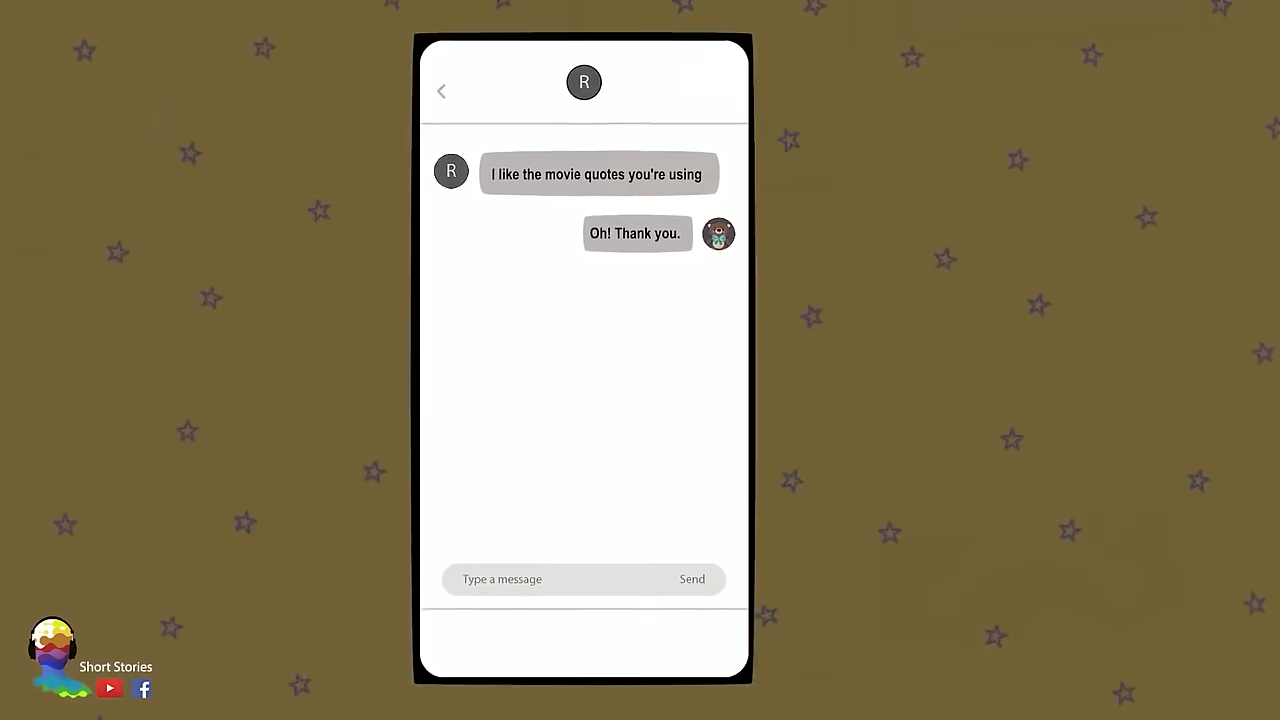 R
R
I like the movie quotes you're using
Oh! Thank you.
Type a message
Send
Short Stories